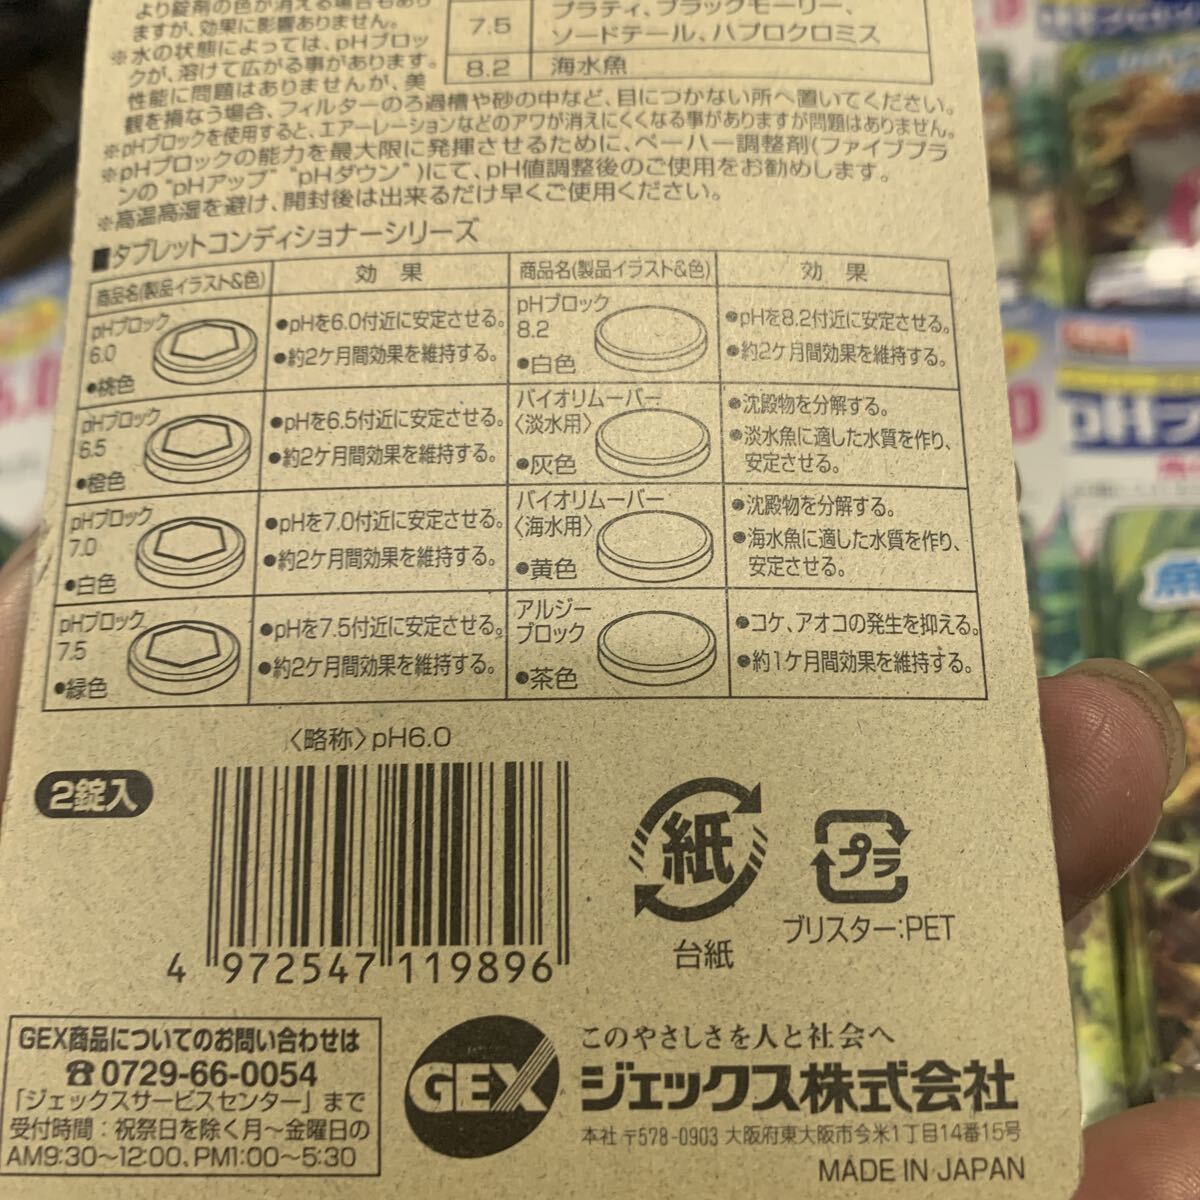 より錠剤の色が消える場合もあり
ますが、効果に影響ありません。
※水の状態によっては、pHブロッ
クが、溶けて広がる事があります。
性能に問題はありませんが、美
観を損なう場合、フィルターのろ過槽や砂の中など、目につかない所へ置いてください。
※pHブロックを使用すると、エアーレーションなどのアワが消えにくくなる事がありますが問題はありません。
※pHブロックの能力を最大限に発揮させるために、ペーハー調整剤(ファイブプラ
ンの"pHアップ" "pHダウン")にて、pH値調整後のご使用をお勧めします。
※高温高湿を避け、開封後は出来るだけ早くご使用ください。
7.5
プラティ、ブラックモーリー、
ソードテール、ハプロクロミス
8.2 海水魚
■タブレットコンディショナーシリーズ
商品名(製品イラスト&色) 効果 商品名(製品イラスト&色) 効果
pHブロック
6.0
●桃色
●pHを6.0付近に安定させる。
●約2ケ月間効果を維持する。
pHブロック
8.2
●白色
●pHを8.2付近に安定させる。
●約2ケ月間効果を維持する。
pHブロック
6.5
●橙色
●pHを6.5付近に安定させる。
●約2ケ月間効果を維持する。
バイオリムーバー
〈淡水用〉
●灰色
●沈殿物を分解する。
●淡水魚に適した水質を作り、
安定させる。
pHブロック
7.0
●白色
●pHを7.0付近に安定させる。
●約2ケ月間効果を維持する。
バイオリムーバー
〈海水用〉
●黄色
●沈殿物を分解する。
●海水魚に適した水質を作り、
安定させる。
pHブロック
7.5
●緑色
●pHを7.5付近に安定させる。
●約2ケ月間効果を維持する。
アルジー
ブロック
●茶色
●コケ、アオコの発生を抑える。
●約1ケ月間効果を維持する。
〈略称〉pH6.0
2錠入
4 972547 119896
紙
台紙
プラ
ブリスター:PET
GEX商品についてのお問い合わせは
☎0729-66-0054
「ジェックスサービスセンター」まで
受付時間:祝祭日を除く月〜金曜日の
AM9:30〜12:00、PM1:00〜5:30
GEX
このやさしさを人と社会へ
ジェックス株式会社
本社 〒578-0903 大阪府東大阪市今米1丁目14番15号
MADE IN JAPAN